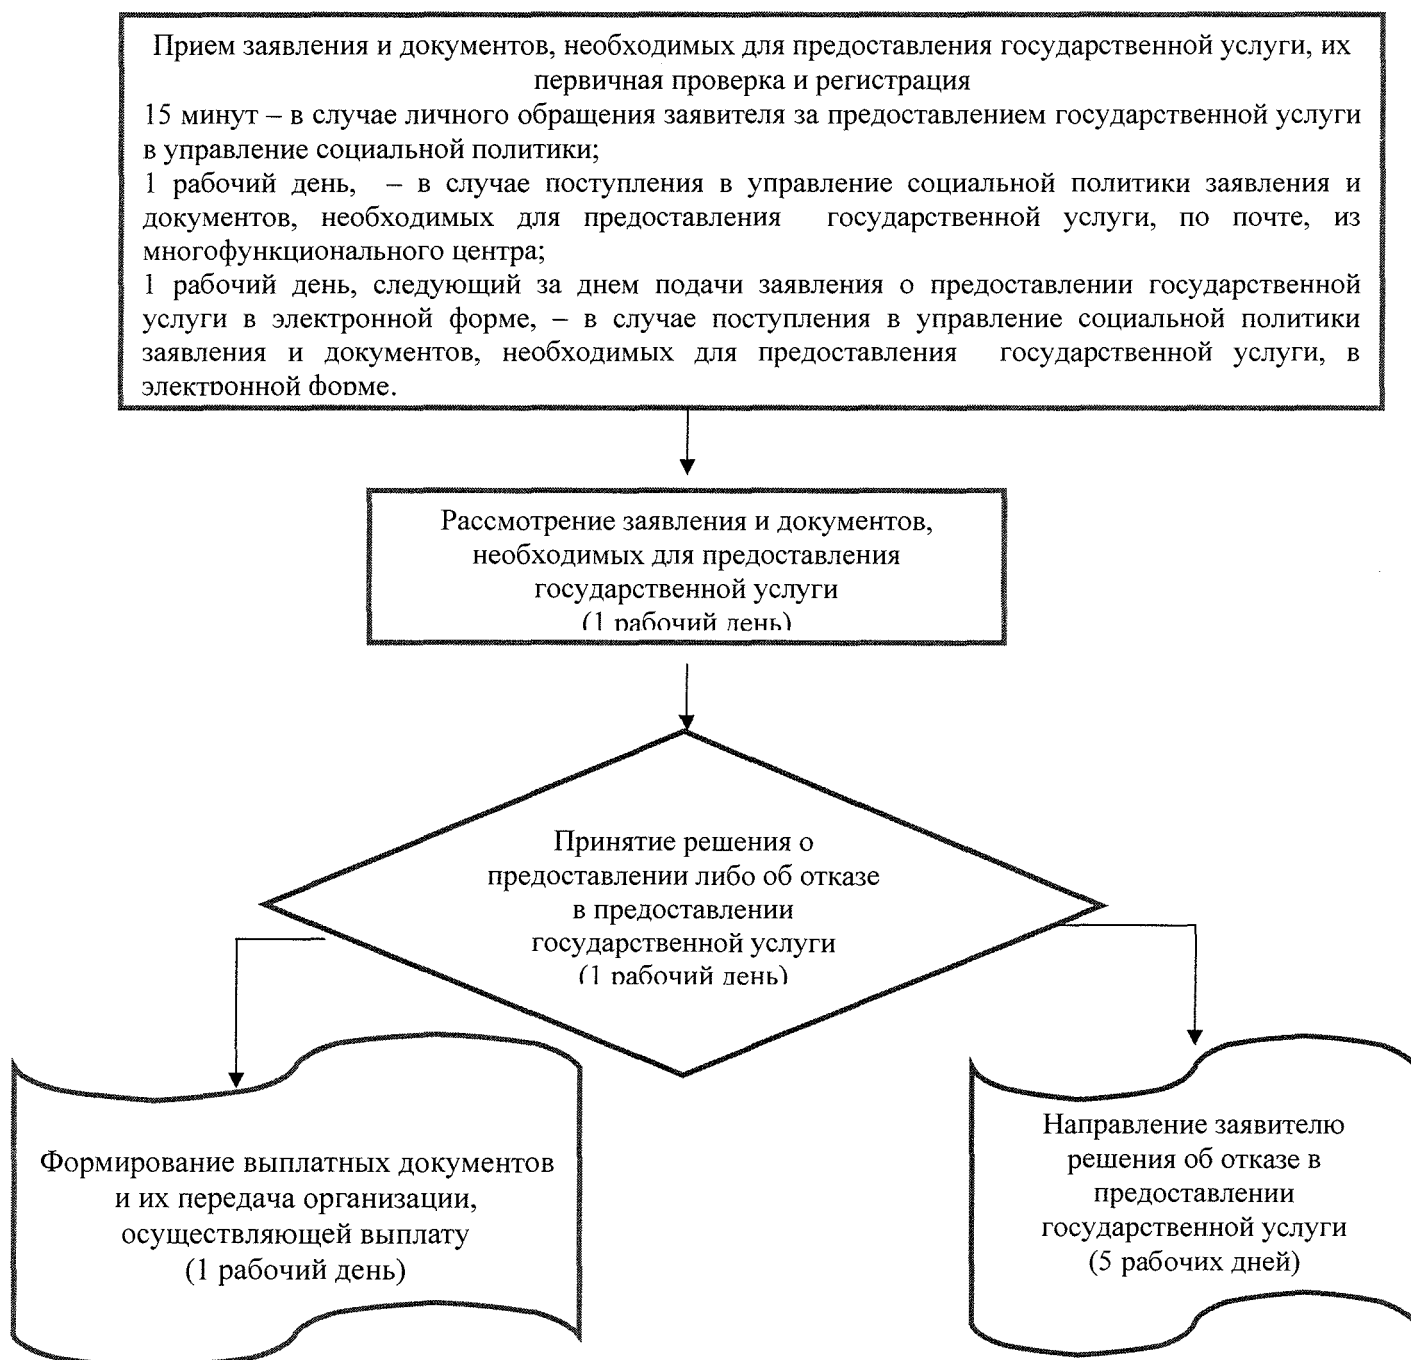 Прием заявления и документов, необходимых для предоставления государственной услуги, их
первичная проверка и регистрация
15 минут – в случае личного обращения заявителя за предоставлением государственной услуги
в управление социальной политики;
1 рабочий день, – в случае поступления в управление социальной политики заявления и
документов, необходимых для предоставления государственной услуги, по почте, из
многофункционального центра;
1 рабочий день, следующий за днем подачи заявления о предоставлении государственной
услуги в электронной форме, – в случае поступления в управление социальной политики
заявления и документов, необходимых для предоставления государственной услуги, в
электронной форме.
Рассмотрение заявления и документов,
необходимых для предоставления
государственной услуги
(1 рабочий день)
Принятие решения о
предоставлении либо об отказе
в предоставлении
государственной услуги
(1 рабочий день)
Формирование выплатных документов
и их передача организации,
осуществляющей выплату
(1 рабочий день)
Направление заявителю
решения об отказе в
предоставлении
государственной услуги
(5 рабочих дней)